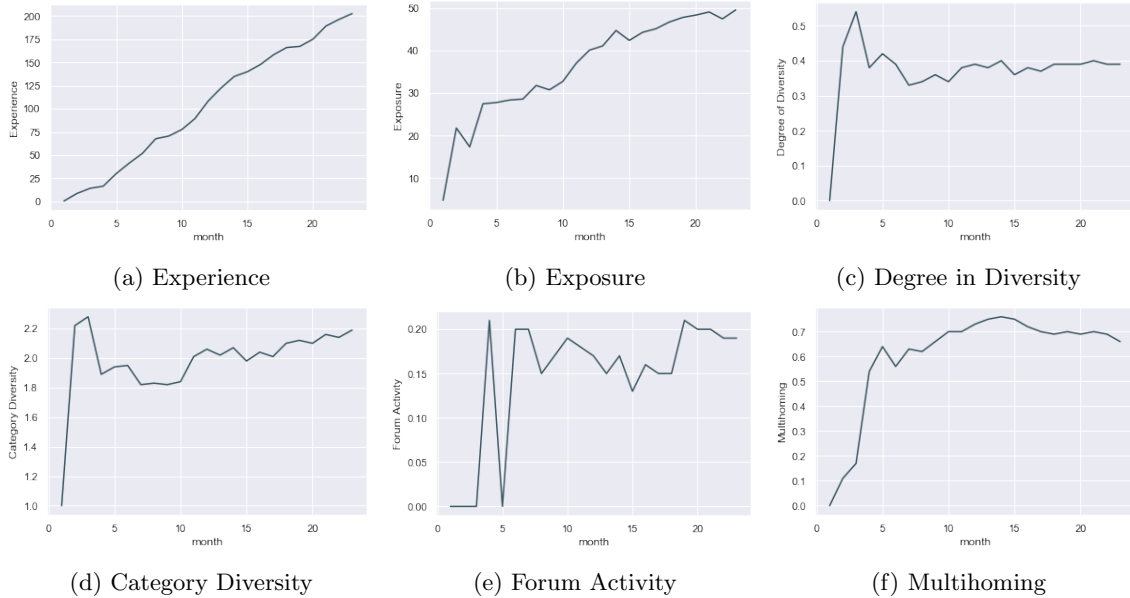 Experience
200
175
150
125
100
75
50
25
0
0 5 10 15 20
month
(a) Experience
Exposure
50
40
30
20
10
0 5 10 15 20
month
(b) Exposure
Degree of Diversity
0.5
0.4
0.3
0.2
0.1
0.0
0 5 10 15 20
month
(c) Degree in Diversity
Category Diversity
2.2
2.0
1.8
1.6
1.4
1.2
1.0
0 5 10 15 20
month
(d) Category Diversity
Forum Activity
0.20
0.15
0.10
0.05
0.00
0 5 10 15 20
month
(e) Forum Activity
Multihoming
0.7
0.6
0.5
0.4
0.3
0.2
0.1
0.0
0 5 10 15 20
month
(f) Multihoming